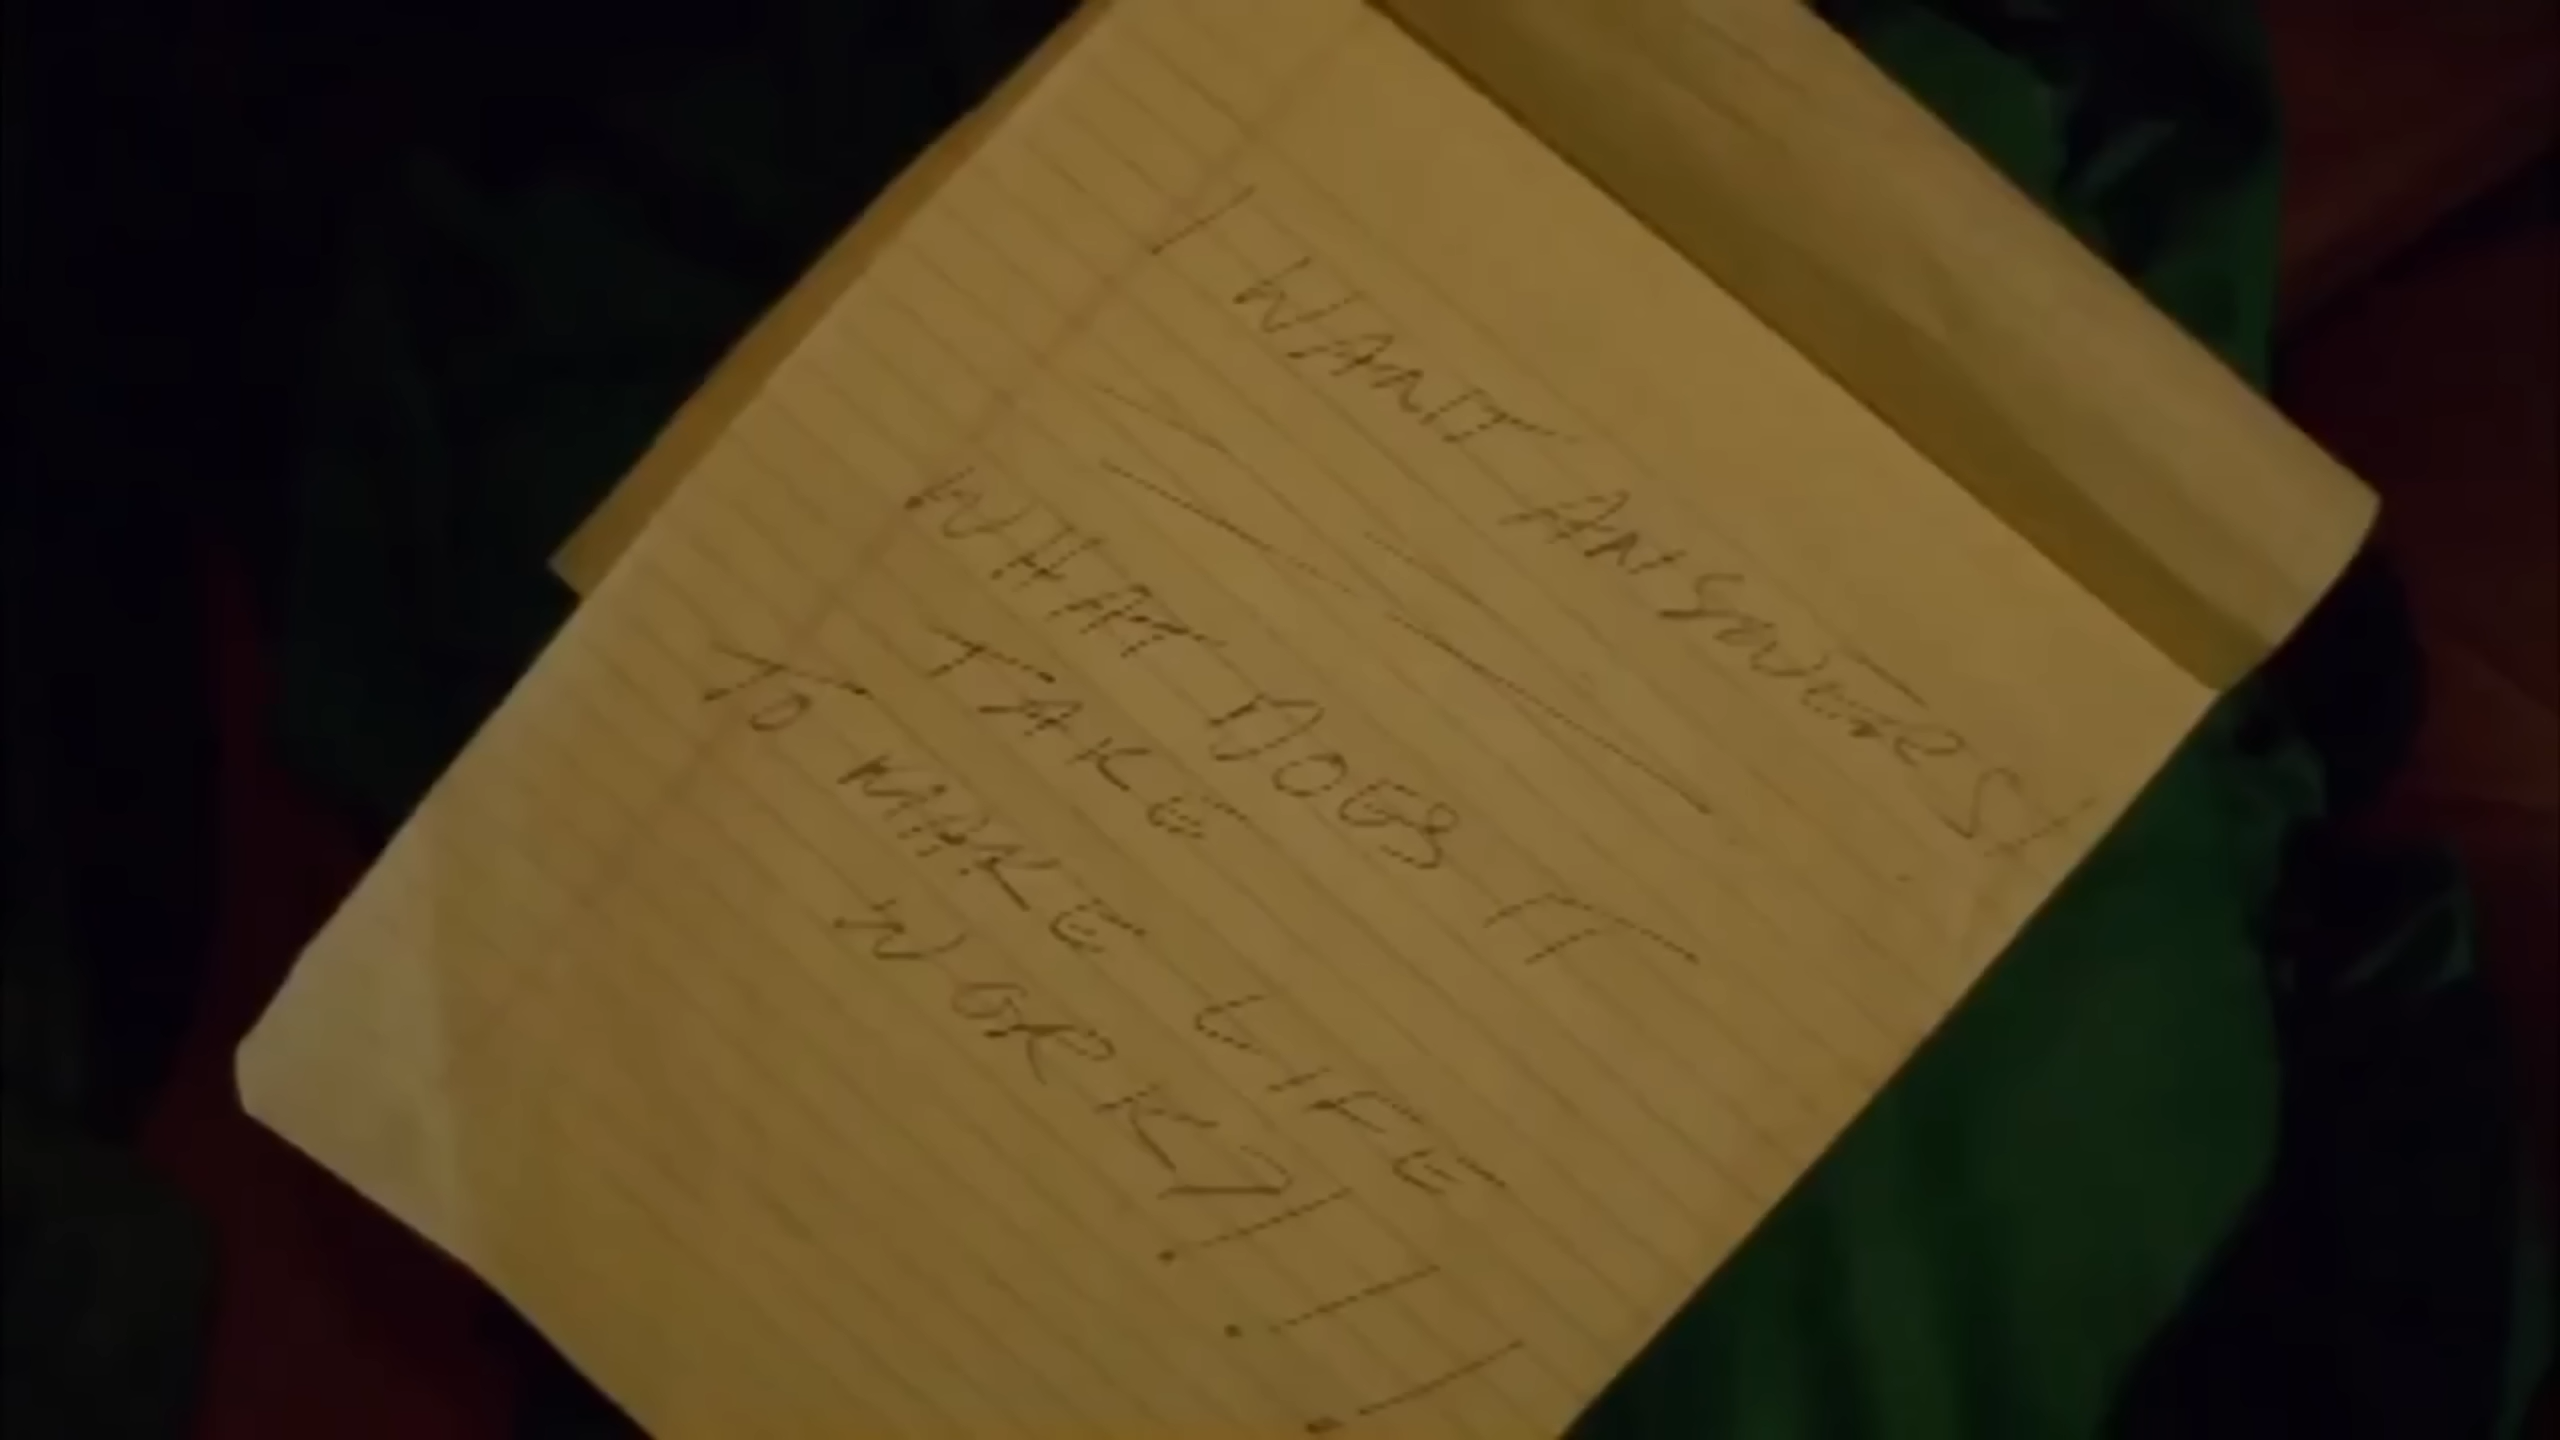 I WANT ANSWERS!
WHAT DOES IT
TAKE
TO MAKE LIFE
WORK?!!!